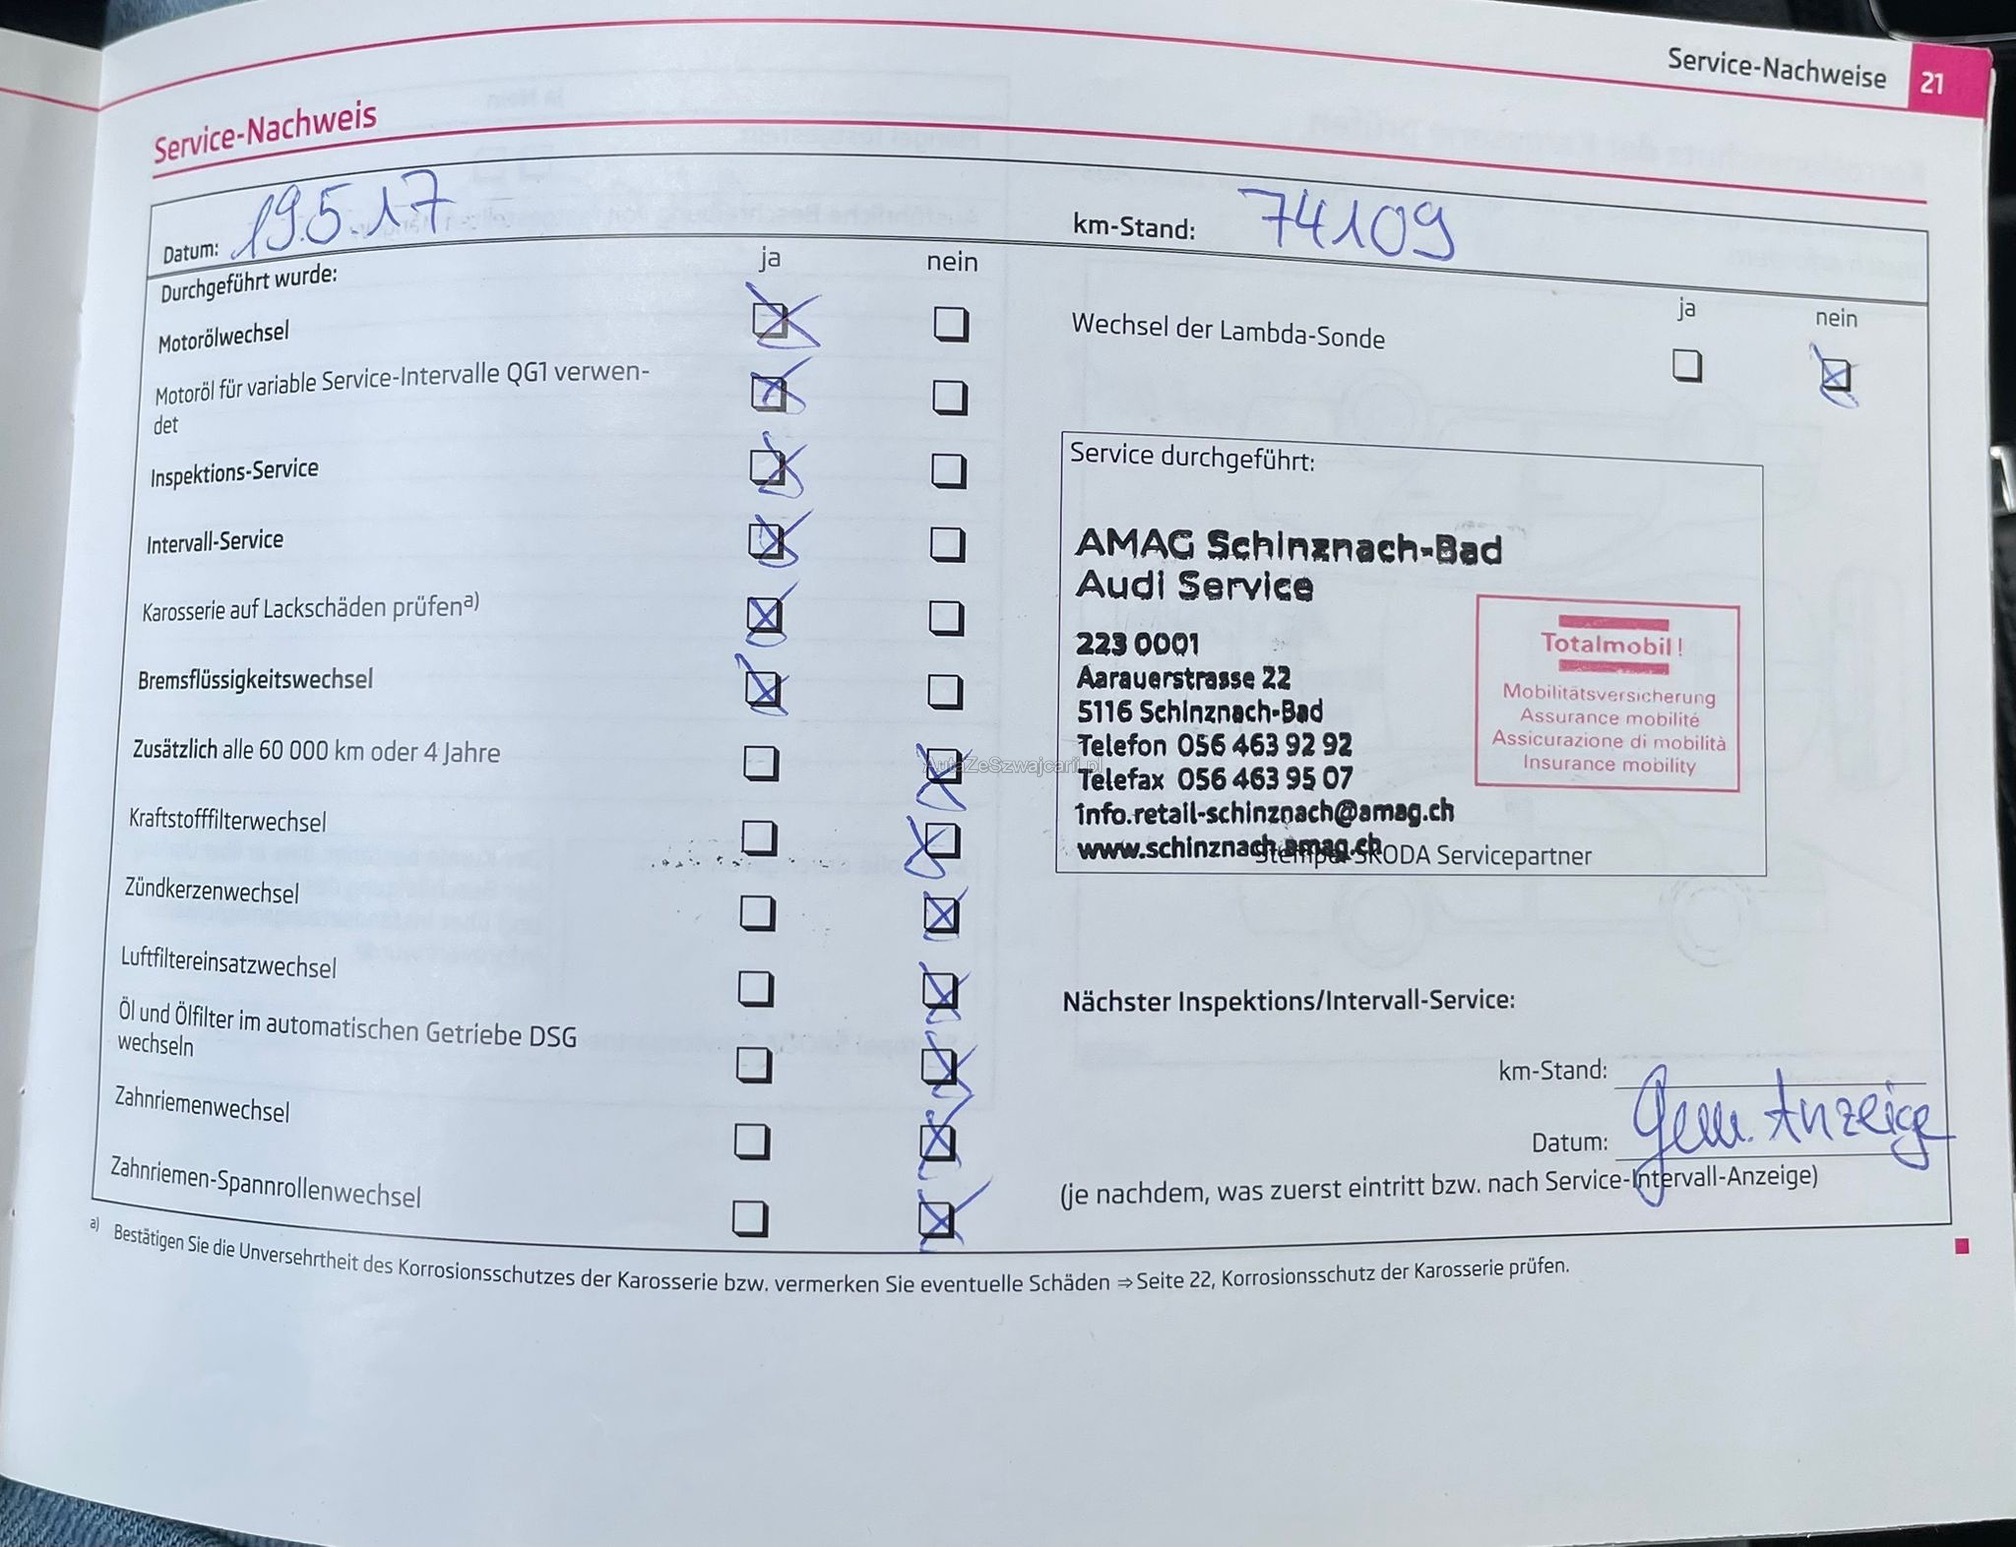 Service-Nachweise 21
Service-Nachweis
Datum: 19.5.17
km-Stand: 74109
Durchgeführt wurde:
ja nein
Motorölwechsel
Motoröl für variable Service-Intervalle QG1 verwen-
det
Inspektions-Service
Intervall-Service
Karosserie auf Lackschäden prüfena)
Bremsflüssigkeitswechsel
Zusätzlich alle 60 000 km oder 4 Jahre
Kraftstofffilterwechsel
Zündkerzenwechsel
Luftfiltereinsatzwechsel
Öl und Ölfilter im automatischen Getriebe DSG
wechseln
Zahnriemenwechsel
Zahnriemen-Spannrollenwechsel
ja nein
Wechsel der Lambda-Sonde
Service durchgeführt:
AMAG Schinznach-Bad
Audi Service
223 0001
Aarauerstrasse 22
5116 Schinznach-Bad
Telefon 056 463 92 92
Telefax 056 463 95 07
info.retail-schinznach@amag.ch
www.schinznach.amag.ch
Stempel ŠKODA Servicepartner
Totalmobil!
Mobilitätsversicherung
Assurance mobilité
Assicurazione di mobilità
Insurance mobility
Nächster Inspektions/Intervall-Service:
km-Stand:
Gem. Anzeige
Datum:
(je nachdem, was zuerst eintritt bzw. nach Service-Intervall-Anzeige)
a) Bestätigen Sie die Unversehrtheit des Korrosionsschutzes der Karosserie bzw. vermerken Sie eventuelle Schäden ⇒ Seite 22, Korrosionsschutz der Karosserie prüfen.
AutaZeSzwajcarii.pl